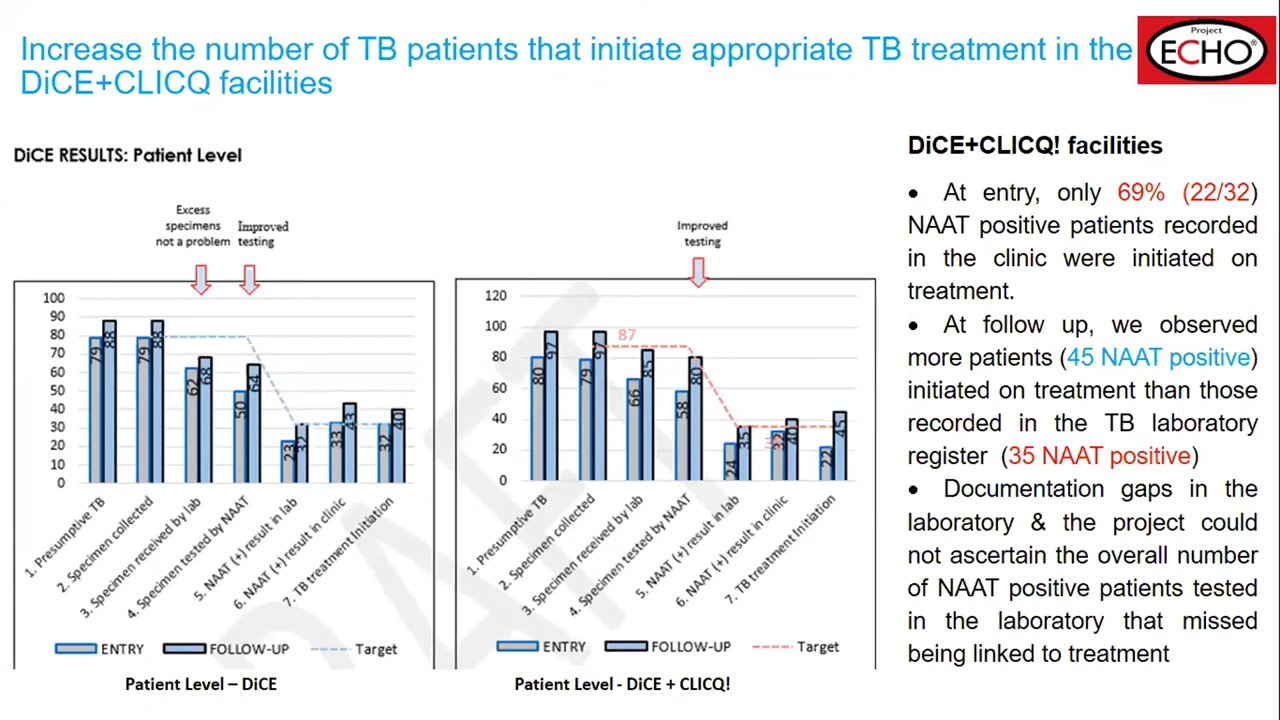 Increase the number of TB patients that initiate appropriate TB treatment in the
DiCE+CLICQ facilities
Project
ECHO®
DiCE RESULTS: Patient Level
Excess
specimens
not a problem
Improved
testing
100
90
80
70
60
50
40
30
20
10
0
79
88
79
88
62
68
50
64
23
32
33
43
32
40
1. Presumptive TB
2. Specimen collected
3. Specimen received by lab
4. Specimen tested by NAAT
5. NAAT (+) result in lab
6. NAAT (+) result in clinic
7. TB treatment Initiation
ENTRY
FOLLOW-UP
Target
Patient Level – DiCE
Improved
testing
120
100
80
60
40
20
0
87
80
97
79
97
66
85
58
80
24
35
32
40
22
45
1. Presumptive TB
2. Specimen collected
3. Specimen received by lab
4. Specimen tested by NAAT
5. NAAT (+) result in lab
6. NAAT (+) result in clinic
7. TB treatment Initiation
ENTRY
FOLLOW-UP
Target
Patient Level - DiCE + CLICQ!
DRAFT
DiCE+CLICQ! facilities
• At entry, only 69% (22/32)
NAAT positive patients recorded
in the clinic were initiated on
treatment.
• At follow up, we observed
more patients (45 NAAT positive)
initiated on treatment than those
recorded in the TB laboratory
register (35 NAAT positive)
• Documentation gaps in the
laboratory & the project could
not ascertain the overall number
of NAAT positive patients tested
in the laboratory that missed
being linked to treatment